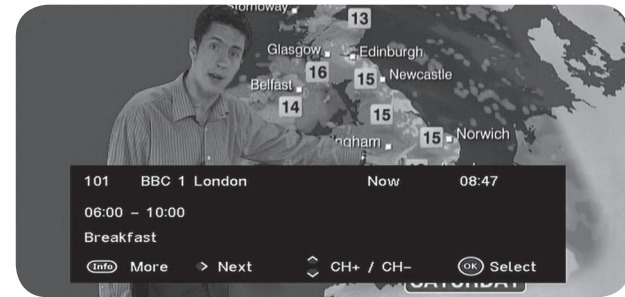 Stornoway
13
Glasgow
Edinburgh
16
15
Newcastle
Belfast
14
15
ngham
15
Norwich
101 BBC 1 London Now 08:47
06:00 – 10:00
Breakfast
Info More > Next CH+ / CH– OK Select
SATURDAY